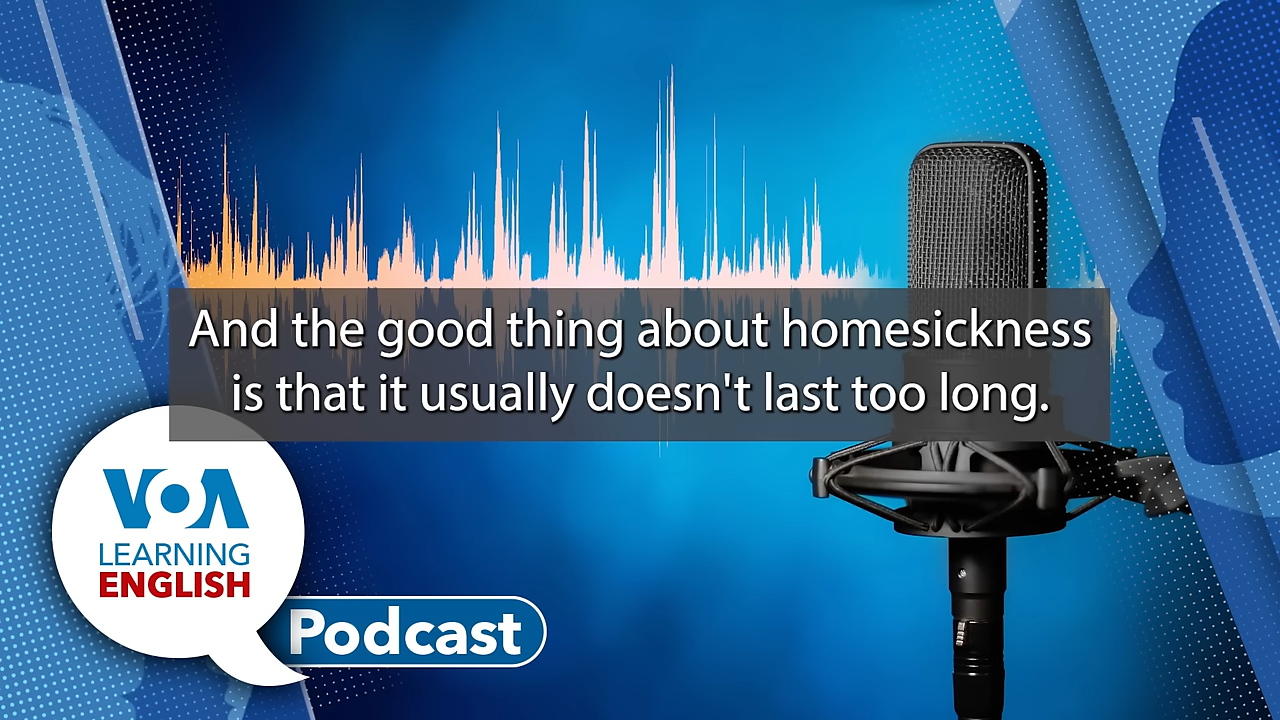 And the good thing about homesickness
is that it usually doesn't last too long.
VOA
LEARNING
ENGLISH
Podcast